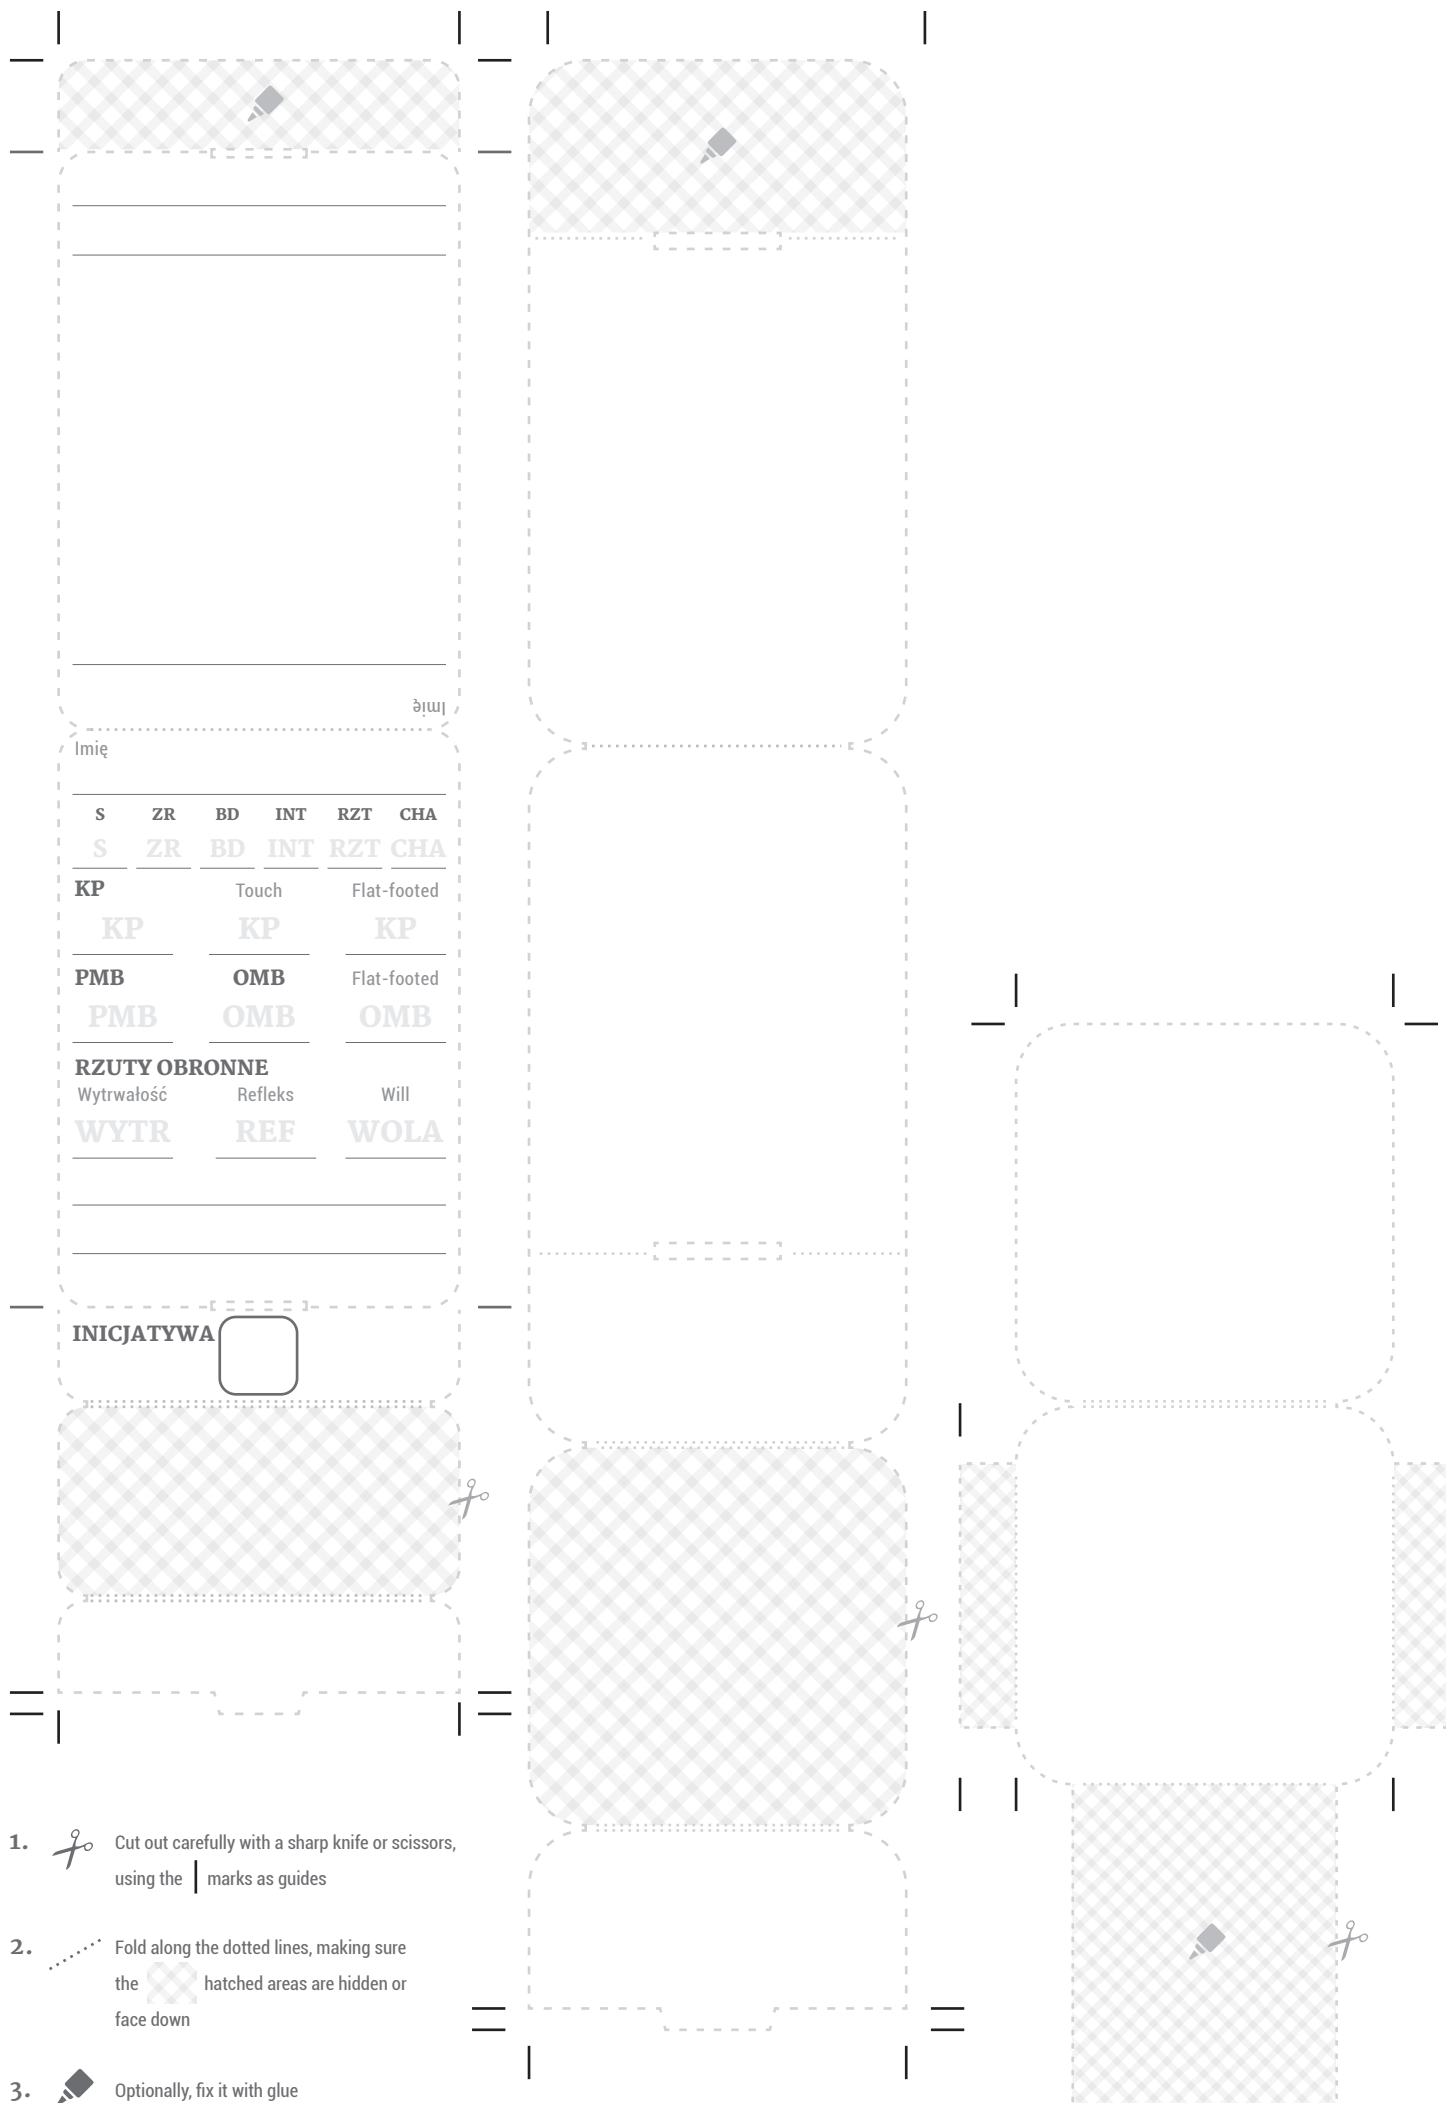 Imię
Imię
S ZR BD INT RZT CHA
S ZR BD INT RZT CHA
KP Touch Flat-footed
KP KP KP
PMB OMB Flat-footed
PMB OMB OMB
RZUTY OBRONNE
Wytrwałość Refleks Will
WYTR REF WOLA
INICJATYWA
1. Cut out carefully with a sharp knife or scissors,
using the marks as guides
2. Fold along the dotted lines, making sure
the hatched areas are hidden or
face down
3. Optionally, fix it with glue